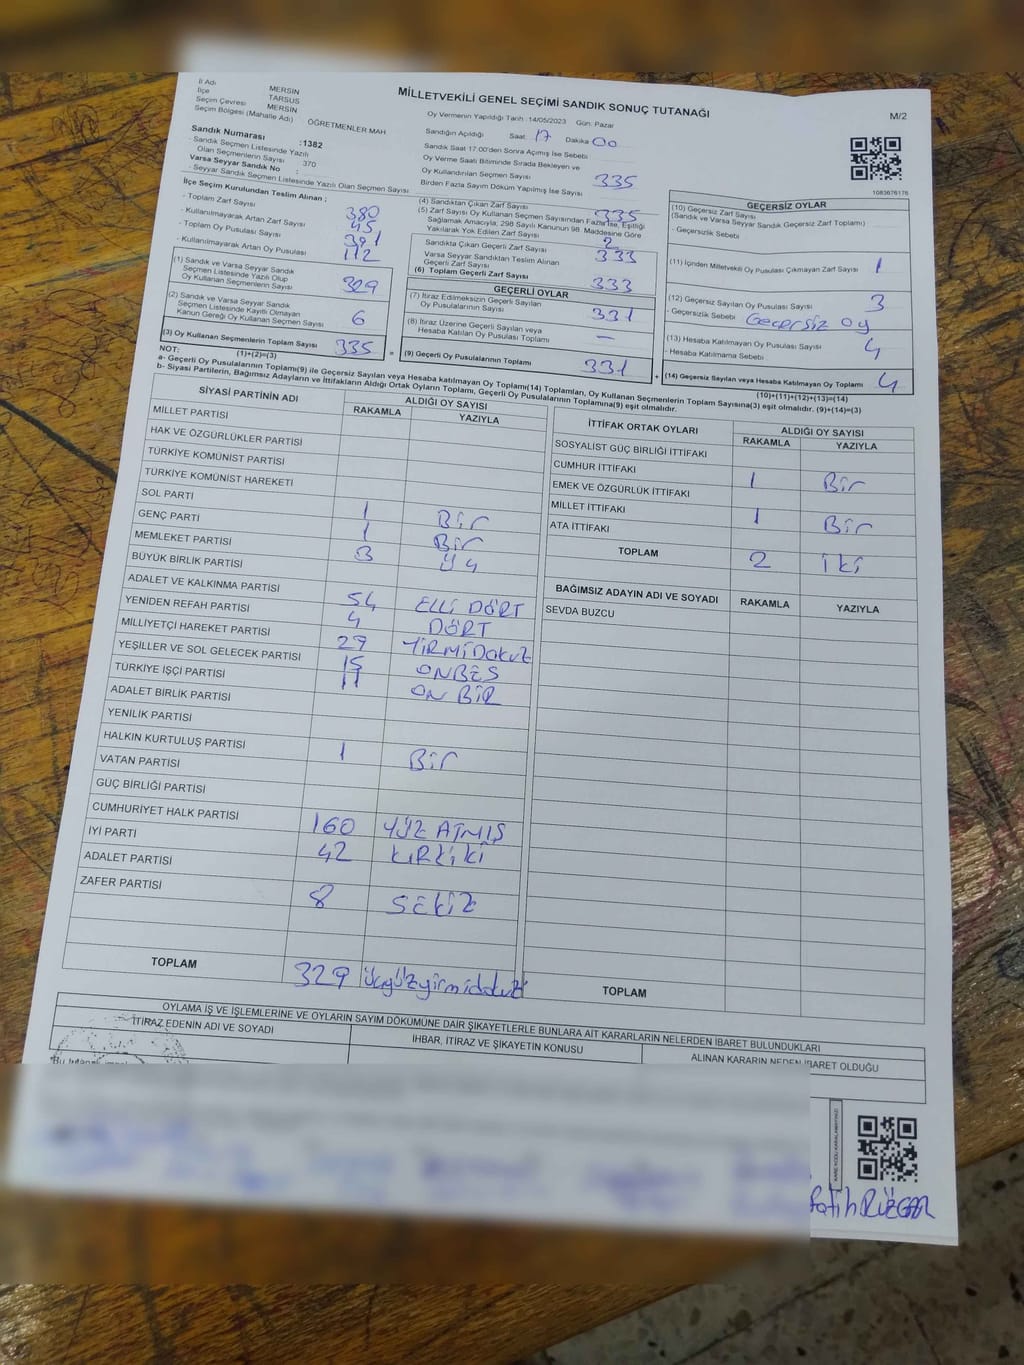 MİLLETVEKİLİ GENEL SEÇİMİ SANDIK SONUÇ TUTANAĞI
M/2
İl Adı MERSİN
İlçe TARSUS
Seçim Çevresi MERSİN
Seçim Bölgesi (Mahalle Adı) : ÖĞRETMENLER MAH
Sandık Numarası :1382
- Sandık Seçmen Listesinde Yazılı
Olan Seçmenlerin Sayısı : 370
Varsa Seyyar Sandık No :
- Seyyar Sandık Seçmen Listesinde Yazılı Olan Seçmen Sayısı :
Oy Vermenin Yapıldığı Tarih :14/05/2023 Gün: Pazar
Sandığın Açıldığı Saat: 17 Dakika 00
Sandık Saat 17.00'den Sonra Açımış İse Sebebi
Oy Verme Saati Bitiminde Sırada Bekleyen ve
Oy Kullandırılan Seçmen Sayısı 335
Birden Fazla Sayım Döküm Yapılmış İse Sayısı
1083676176
İlçe Seçim Kurulundan Teslim Alınan ;
- Toplam Zarf Sayısı 380
- Kullanılmayarak Artan Zarf Sayısı 45
- Toplam Oy Pusulası Sayısı 391
- Kullanılmayarak Artan Oy Pusulası 112
(1) Sandık ve Varsa Seyyar Sandık
Seçmen Listesinde Yazılı Olup
Oy Kullanan Seçmenlerin Sayısı 329
(2) Sandık ve Varsa Seyyar Sandık
Seçmen Listesinde Kayıtlı Olmayan
Kanun Gereği Oy Kullanan Seçmen Sayısı 6
(3) Oy Kullanan Seçmenlerin Toplam Sayısı 335
(1)+(2)=(3)
(4) Sandıktan Çıkan Zarf Sayısı 335
(5) Zarf Sayısı Oy Kullanan Seçmen Sayısından Fazla İse, Eşitliği
Sağlamak Amacıyla; 298 Sayılı Kanunun 98. Maddesine Göre
Yakılarak Yok Edilen Zarf Sayısı 2
Sandıkta Çıkan Geçerli Zarf Sayısı 333
Varsa Seyyar Sandıktan Teslim Alınan
Geçerli Zarf Sayısı
(6) Toplam Geçerli Zarf Sayısı 333
GEÇERLİ OYLAR
(7) İtiraz Edilmeksizin Geçerli Sayılan
Oy Pusulalarının Sayısı 331
(8) İtiraz Üzerine Geçerli Sayılan veya
Hesaba Katılan Oy Pusulası Toplamı —
(9) Geçerli Oy Pusulalarının Toplamı 331
GEÇERSİZ OYLAR
(10) Geçersiz Zarf Sayısı
(Sandık ve Varsa Seyyar Sandık Geçersiz Zarf Toplamı)
- Geçersizlik Sebebi
(11) İçinden Milletvekili Oy Pusulası Çıkmayan Zarf Sayısı 1
(12) Geçersiz Sayılan Oy Pusulası Sayısı 3
- Geçersizlik Sebebi Geçersiz oy
(13) Hesaba Katılmayan Oy Pusulası Sayısı 4
- Hesaba Katılmama Sebebi
(14) Geçersiz Sayılan veya Hesaba Katılmayan Oy Toplamı 4
(10)+(11)+(12)+(13)=(14)
NOT:
a- Geçerli Oy Pusulalarının Toplamı(9) ile Geçersiz Sayılan veya Hesaba katılmayan Oy Toplamı(14) Toplamları, Oy Kullanan Seçmenlerin Toplam Sayısına(3) eşit olmalıdır. (9)+(14)=(3)
b- Siyasi Partilerin, Bağımsız Adayların ve İttifakların Aldığı Ortak Oyların Toplamı, Geçerli Oy Pusulalarının Toplamına(9) eşit olmalıdır.
SİYASİ PARTİNİN ADI ALDIĞI OY SAYISI
RAKAMLA YAZIYLA
MİLLET PARTİSİ
HAK VE ÖZGÜRLÜKLER PARTİSİ
TÜRKİYE KOMÜNİST PARTİSİ
TÜRKİYE KOMÜNİST HAREKETİ
SOL PARTİ
GENÇ PARTİ 1 Bir
MEMLEKET PARTİSİ 1 Bir
BÜYÜK BİRLİK PARTİSİ 3
ADALET VE KALKINMA PARTİSİ 54 ELLİ DÖRT
YENİDEN REFAH PARTİSİ 4 DÖRT
MİLLİYETÇİ HAREKET PARTİSİ 29 YİRMİDOKUZ
YEŞİLLER VE SOL GELECEK PARTİSİ 15 ONBES
TÜRKİYE İŞÇİ PARTİSİ 11 ON BİR
ADALET BİRLİK PARTİSİ
YENİLİK PARTİSİ
HALKIN KURTULUŞ PARTİSİ
VATAN PARTİSİ 1 Bir
GÜÇ BİRLİĞİ PARTİSİ
CUMHURİYET HALK PARTİSİ 160 YÜZ ATMIŞ
İYİ PARTİ 42 KIRKİKİ
ADALET PARTİSİ
ZAFER PARTİSİ 8 SEKİZ
TOPLAM 329 üçyüzyirmidokuz
İTTİFAK ORTAK OYLARI ALDIĞI OY SAYISI
RAKAMLA YAZIYLA
SOSYALİST GÜÇ BİRLİĞİ İTTİFAKI
CUMHUR İTTİFAKI 1 Bir
EMEK VE ÖZGÜRLÜK İTTİFAKI
MİLLET İTTİFAKI 1 Bir
ATA İTTİFAKI
TOPLAM 2 iki
BAĞIMSIZ ADAYIN ADI VE SOYADI RAKAMLA YAZIYLA
SEVDA BUZCU
TOPLAM
OYLAMA İŞ VE İŞLEMLERİNE VE OYLARIN SAYIM DÖKÜMÜNE DAİR ŞİKAYETLERLE BUNLARA AİT KARARLARIN NELERDEN İBARET BULUNDUKLARI
İTİRAZ EDENİN ADI VE SOYADI İHBAR, İTİRAZ VE ŞİKAYETİN KONUSU ALINAN KARARIN NEDEN İBARET OLDUĞU
KARE KODU KARALAMAYINIZ
Fatih RÜZGAR